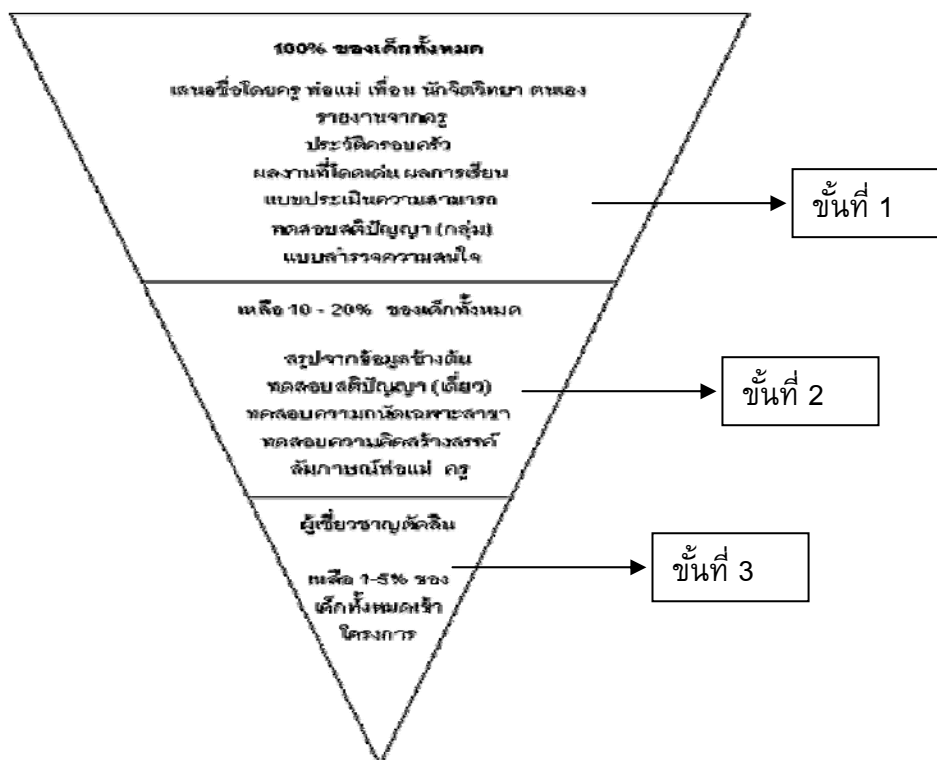 100% ของเด็กทั้งหมด
เสนอชื่อโดยครู พ่อแม่ เพื่อน นักจิตวิทยา ตนเอง
รายงานจากครู
ประวัติครอบครัว
ผลงานที่โดดเด่น ผลการเรียน
แบบประเมินความสามารถ
ทดสอบสติปัญญา (กลุ่ม)
แบบสำรวจความสนใจ
ขั้นที่ 1
เหลือ 10 - 20% ของเด็กทั้งหมด
สรุปจากข้อมูลข้างต้น
ทดสอบสติปัญญา (เดี่ยว)
ทดสอบความถนัดเฉพาะสาขา
ทดสอบความคิดสร้างสรรค์
สัมภาษณ์พ่อแม่ ครู
ขั้นที่ 2
ผู้เชี่ยวชาญตัดสิน
เหลือ 1-5% ของ
เด็กทั้งหมดเข้า
โครงการ
ขั้นที่ 3